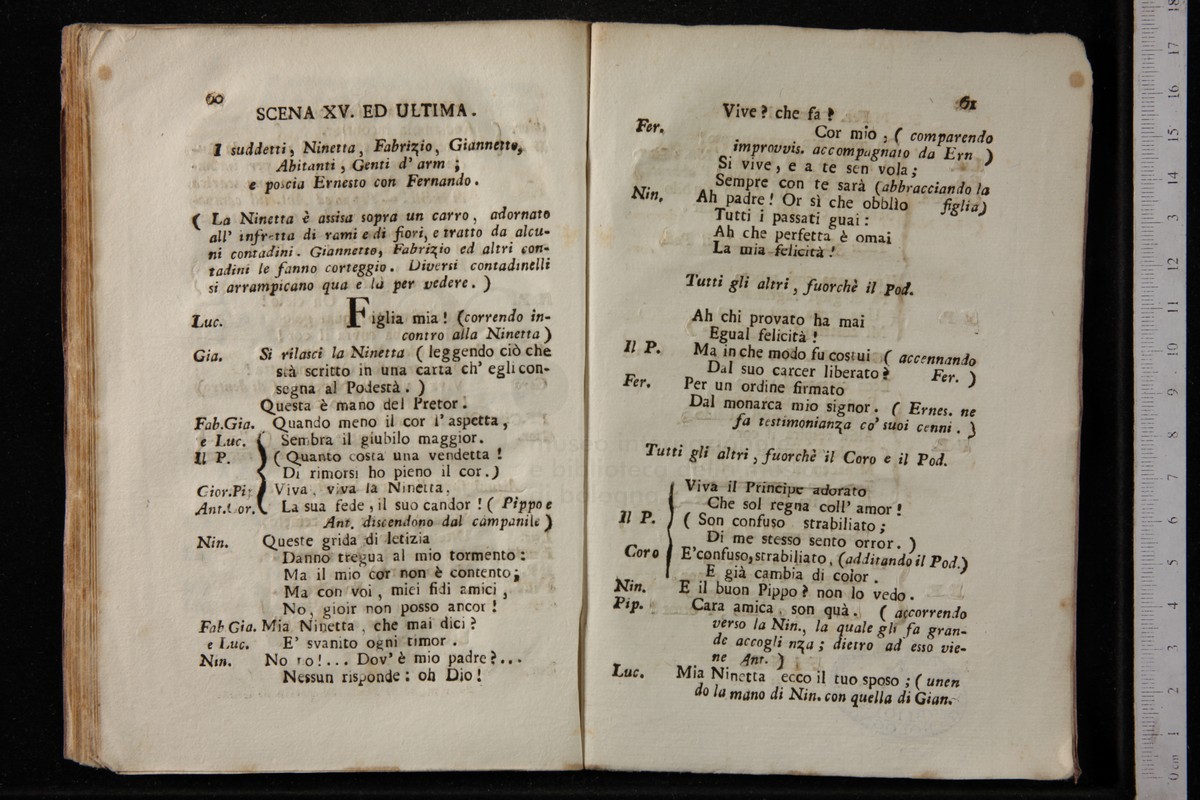 60
SCENA XV. ED ULTIMA.
I suddetti, Ninetta, Fabrizio, Giannetto,
Abitanti, Genti d' arm ;
e poscia Ernesto con Fernando.
( La Ninetta è assisa sopra un carro, adornato
all' infretta di rami e di fiori, e tratto da alcu-
ni contadini. Giannetto, Fabrizio ed altri con-
tadini le fanno corteggio. Diversi contadinelli
si arrampicano qua e là per vedere. )
Luc. Figlia mia! (correndo in-
contro alla Ninetta)
Gia. Si rilasci la Ninetta ( leggendo ciò che
stà scritto in una carta ch' egli con-
segna al Podestà. )
Questa è mano del Pretor.
Fab.Gia. Quando meno il cor l'aspetta,
e Luc. Sembra il giubilo maggior.
Il P. ( Quanto costa una vendetta !
Di rimorsi ho pieno il cor.)
Gior.Pip Viva, viva la Ninetta,
Ant.Cor. La sua fede, il suo candor ! ( Pippo e
Ant. discendono dal campanile )
Nin. Queste grida di letizia
Danno tregua al mio tormento:
Ma il mio cor non è contento;
Ma con voi, miei fidi amici,
No, gioir non posso ancor !
Fab Gia. Mia Ninetta, che mai dici ?
e Luc. E' svanito ogni timor.
Nin. No no!... Dov' è mio padre?...
Nessun risponde: oh Dio!
61
Vive? che fa ?
Fer. Cor mio, ( comparendo
improvvis. accompagnato da Ern )
Si vive, e a te sen vola;
Sempre con te sarà (abbracciando la
Nin. Ah padre! Or sì che obblìo figlia)
Tutti i passati guai:
Ah che perfetta è omai
La mia felicità !
Tutti gli altri, fuorchè il Pod.
Ah chi provato ha mai
Egual felicità !
Il P. Ma in che modo fu costui ( accennando
Dal suo carcer liberato? Fer. )
Fer. Per un ordine firmato
Dal monarca mio signor. ( Ernes. ne
fa testimonianza co' suoi cenni. )
Tutti gli altri, fuorchè il Coro e il Pod.
Viva il Principe adorato
Che sol regna coll' amor !
Il P. ( Son confuso strabiliato;
Di me stesso sento orror. )
Coro E' confuso, strabiliato, (additando il Pod.)
E già cambia di color.
Nin. E il buon Pippo? non lo vedo.
Pip. Cara amica, son quà. ( accorrendo
verso la Nin., la quale gli fa gran-
de accogli nza; dietro ad esso vie-
ne Ant. )
Luc. Mia Ninetta ecco il tuo sposo; ( unen
do la mano di Nin. con quella di Gian.